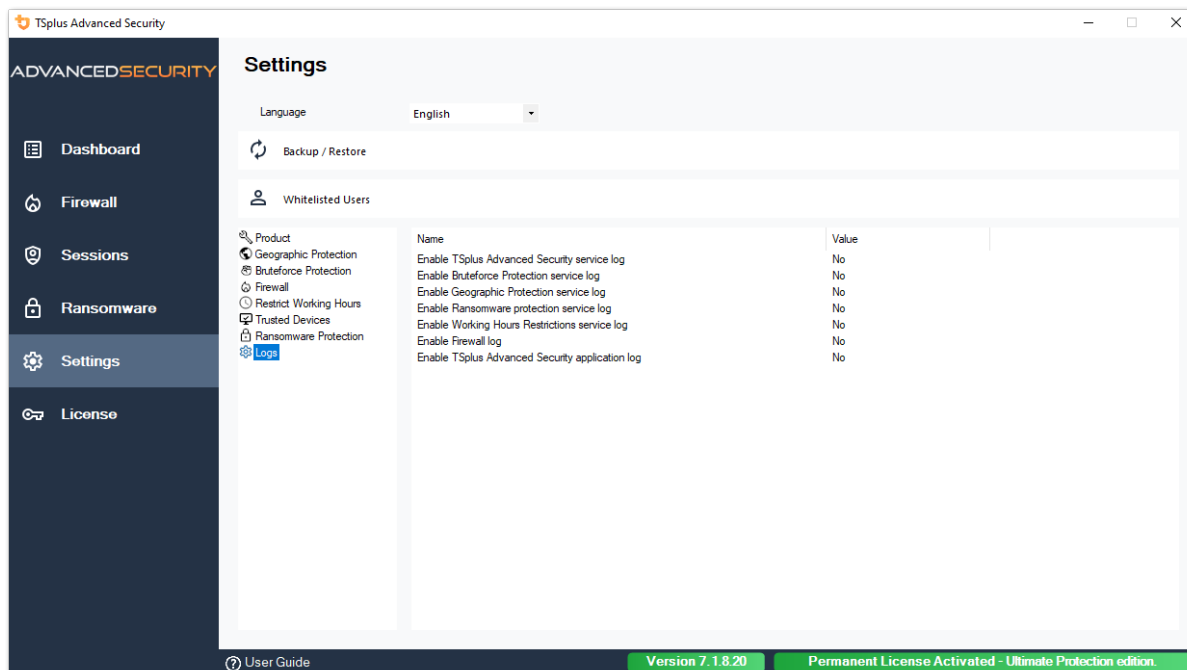 TSplus Advanced Security
ADVANCEDSECURITY
Dashboard
Firewall
Sessions
Ransomware
Settings
License
Settings
Language English
Backup / Restore
Whitelisted Users
Product
Geographic Protection
Bruteforce Protection
Firewall
Restrict Working Hours
Trusted Devices
Ransomware Protection
Logs
Name Value
Enable TSplus Advanced Security service log No
Enable Bruteforce Protection service log No
Enable Geographic Protection service log No
Enable Ransomware protection service log No
Enable Working Hours Restrictions service log No
Enable Firewall log No
Enable TSplus Advanced Security application log No
User Guide
Version 7.1.8.20
Permanent License Activated - Ultimate Protection edition.